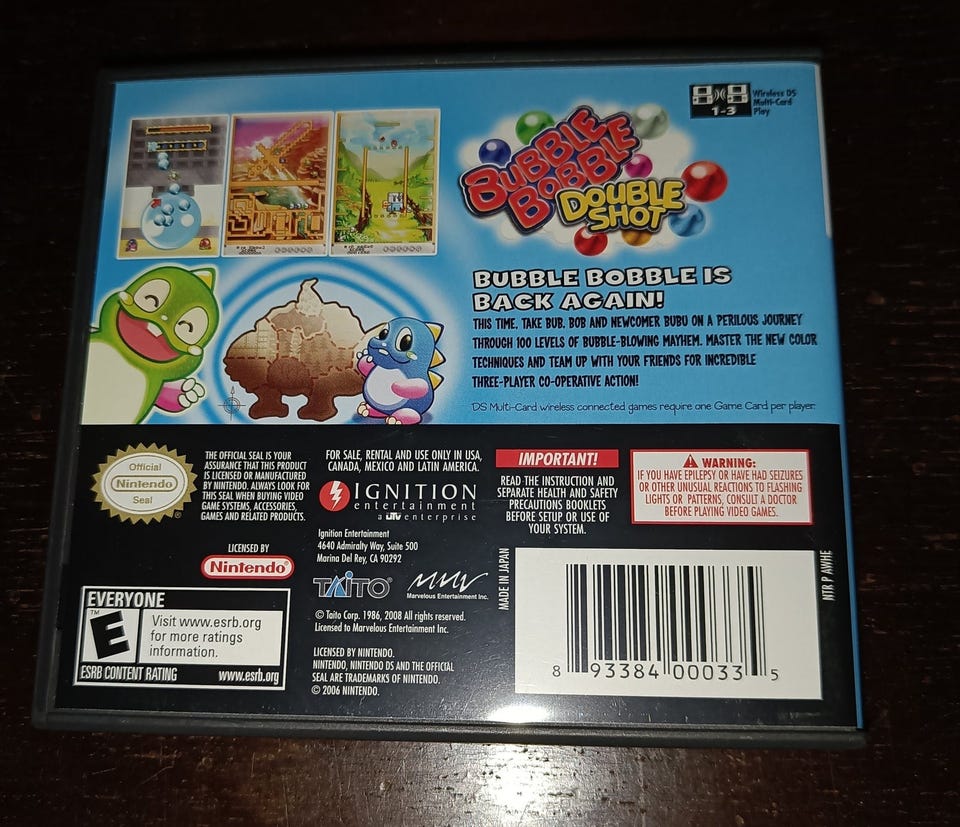 Wireless DS
Multi-Card
Play
1-3
BUBBLE
BOBBLE
DOUBLE
SHOT
BUBBLE BOBBLE IS
BACK AGAIN!
THIS TIME, TAKE BUB, BOB AND NEWCOMER BUBU ON A PERILOUS JOURNEY
THROUGH 100 LEVELS OF BUBBLE-BLOWING MAYHEM. MASTER THE NEW COLOR
TECHNIQUES AND TEAM UP WITH YOUR FRIENDS FOR INCREDIBLE
THREE-PLAYER CO-OPERATIVE ACTION!
DS Multi-Card wireless connected games require one Game Card per player.
Official
Nintendo
Seal
®
THE OFFICIAL SEAL IS YOUR
ASSURANCE THAT THIS PRODUCT
IS LICENSED OR MANUFACTURED
BY NINTENDO. ALWAYS LOOK FOR
THIS SEAL WHEN BUYING VIDEO
GAME SYSTEMS, ACCESSORIES,
GAMES AND RELATED PRODUCTS.
LICENSED BY
Nintendo®
EVERYONE
TM
E
Visit www.esrb.org
for more ratings
information.
ESRB CONTENT RATING www.esrb.org
FOR SALE, RENTAL AND USE ONLY IN USA,
CANADA, MEXICO AND LATIN AMERICA.
IGNITION
entertainment
a UTV enterprise
Ignition Entertainment
4640 Admiralty Way, Suite 500
Marina Del Rey, CA 90292
TAITO®
MMV
Marvelous Entertainment Inc.
© Taito Corp. 1986, 2008 All rights reserved.
Licensed to Marvelous Entertainment Inc.
LICENSED BY NINTENDO.
NINTENDO, NINTENDO DS AND THE OFFICIAL
SEAL ARE TRADEMARKS OF NINTENDO.
© 2006 NINTENDO.
IMPORTANT!
READ THE INSTRUCTION AND
SEPARATE HEALTH AND SAFETY
PRECAUTIONS BOOKLETS
BEFORE SETUP OR USE OF
YOUR SYSTEM.
WARNING:
IF YOU HAVE EPILEPSY OR HAVE HAD SEIZURES
OR OTHER UNUSUAL REACTIONS TO FLASHING
LIGHTS OR PATTERNS, CONSULT A DOCTOR
BEFORE PLAYING VIDEO GAMES.
MADE IN JAPAN
8 93384 00033 5
NTR P AWHE